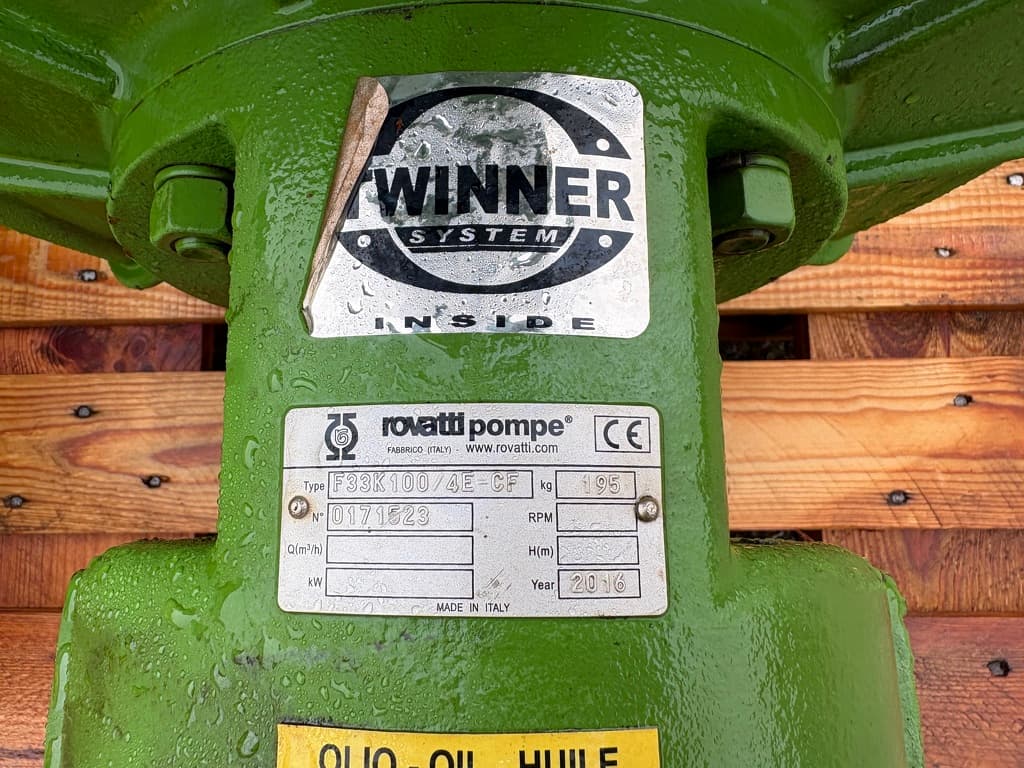 TWINNER
SYSTEM
INSIDE
rovatti pompe®
CE
FABBRICO (ITALY) - www.rovatti.com
Type F33K100/4E-CF kg 195
N° 0171523 RPM
Q(m³/h) H(m)
kW Year 2016
MADE IN ITALY
OLIO - OIL - HUILE